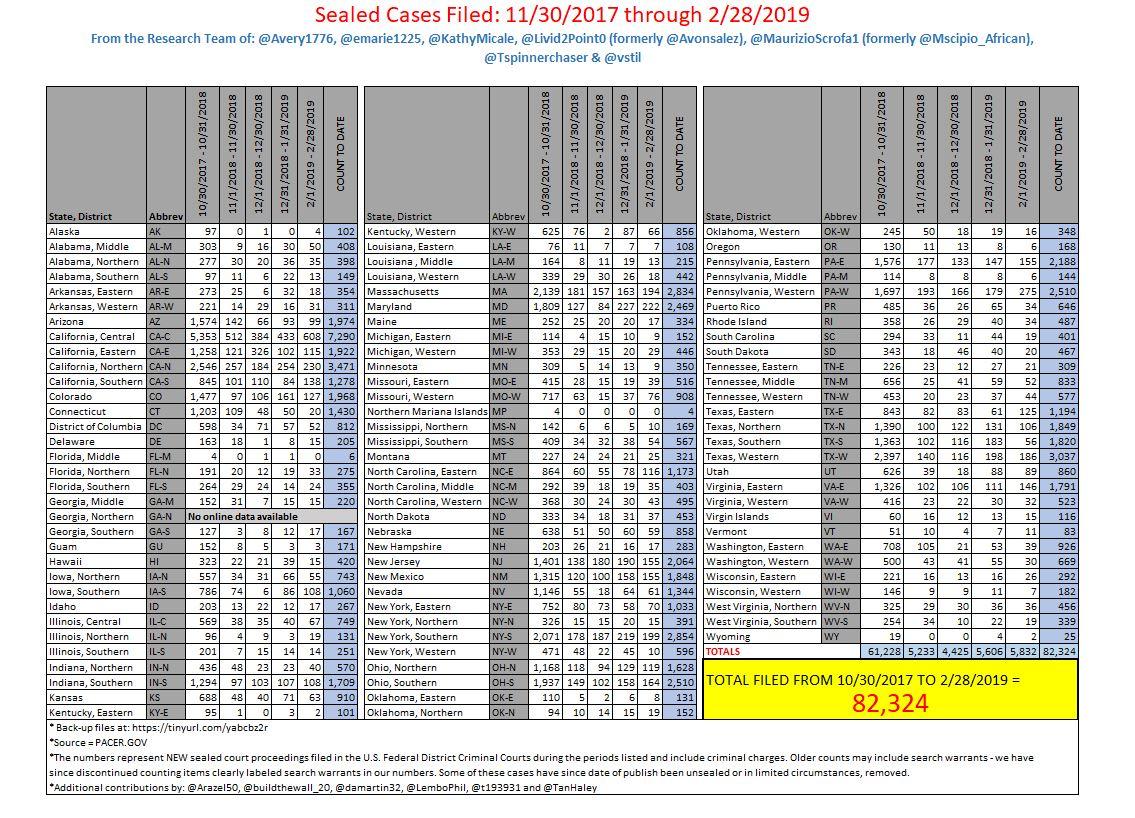 Sealed Cases Filed: 11/30/2017 through 2/28/2019
From the Research Team of: @Avery1776, @emarie1225, @KathyMicale, @Livid2Point0 (formerly @Avonsalez), @MaurizioScrofa1 (formerly @Mscipio_African),
@Tspinnerchaser & @vstil
State, District Abbrev 10/30/2017 - 10/31/2018 11/1/2018 - 11/30/2018 12/1/2018 - 12/30/2018 12/31/2018 - 1/31/2019 2/1/2019 - 2/28/2019 COUNT TO DATE State, District Abbrev 10/30/2017 - 10/31/2018 11/1/2018 - 11/30/2018 12/1/2018 - 12/30/2018 12/31/2018 - 1/31/2019 2/1/2019 - 2/28/2019 COUNT TO DATE State, District Abbrev 10/30/2017 - 10/31/2018 11/1/2018 - 11/30/2018 12/1/2018 - 12/30/2018 12/31/2018 - 1/31/2019 2/1/2019 - 2/28/2019 COUNT TO DATE
Alaska AK 97 0 1 0 4 102 Kentucky, Western KY-W 625 76 2 87 66 856 Oklahoma, Western OK-W 245 50 18 19 16 348
Alabama, Middle AL-M 303 9 16 30 50 408 Louisiana, Eastern LA-E 76 11 7 7 7 108 Oregon OR 130 11 13 8 6 168
Alabama, Northern AL-N 277 30 20 36 35 398 Louisiana , Middle LA-M 164 8 11 19 13 215 Pennsylvania, Eastern PA-E 1,576 177 133 147 155 2,188
Alabama, Southern AL-S 97 11 6 22 13 149 Louisiana, Western LA-W 339 29 30 26 18 442 Pennsylvania, Middle PA-M 114 8 8 8 6 144
Arkansas, Eastern AR-E 273 25 6 32 18 354 Massachusetts MA 2,139 181 157 163 194 2,834 Pennsylvania, Western PA-W 1,697 193 166 179 275 2,510
Arkansas, Western AR-W 221 14 29 16 31 311 Maryland MD 1,809 127 84 227 222 2,469 Puerto Rico PR 485 36 26 65 34 646
Arizona AZ 1,574 142 66 93 99 1,974 Maine ME 252 25 20 20 17 334 Rhode Island RI 358 26 29 40 34 487
California, Central CA-C 5,353 512 384 433 608 7,290 Michigan, Eastern MI-E 114 4 15 10 9 152 South Carolina SC 294 33 11 44 19 401
California, Eastern CA-E 1,258 121 326 102 115 1,922 Michigan, Western MI-W 353 29 15 20 29 446 South Dakota SD 343 18 46 40 20 467
California, Northern CA-N 2,546 257 184 254 230 3,471 Minnesota MN 309 5 14 13 9 350 Tennessee, Eastern TN-E 226 23 12 27 21 309
California, Southern CA-S 845 101 110 84 138 1,278 Missouri, Eastern MO-E 415 28 15 19 39 516 Tennessee, Middle TN-M 656 25 41 59 52 833
Colorado CO 1,477 97 106 161 127 1,968 Missouri, Western MO-W 717 63 15 37 76 908 Tennessee, Western TN-W 453 20 23 37 44 577
Connecticut CT 1,203 109 48 50 20 1,430 Northern Mariana Islands MP 4 0 0 0 0 4 Texas, Eastern TX-E 842 82 83 61 125 1,194
District of Columbia DC 598 34 71 57 52 812 Mississippi, Northern MS-N 142 6 6 5 10 169 Texas, Northern TX-N 1,390 100 122 131 106 1,849
Delaware DE 163 18 1 8 15 205 Mississippi, Southern MS-S 409 34 32 38 54 567 Texas, Southern TX-S 1,363 102 116 183 56 1,820
Florida, Middle FL-M 4 0 1 1 0 6 Montana MT 227 24 24 21 25 321 Texas, Western TX-W 2,397 140 116 198 186 3,037
Florida, Northern FL-N 191 20 12 19 33 275 North Carolina, Eastern NC-E 864 60 55 78 116 1,173 Utah UT 626 39 18 88 89 860
Florida, Southern FL-S 264 29 24 14 24 355 North Carolina, Middle NC-M 292 39 18 19 35 403 Virginia, Eastern VA-E 1,326 102 106 111 146 1,791
Georgia, Middle GA-M 152 31 7 15 15 220 North Carolina, Western NC-W 368 30 24 30 43 495 Virginia, Western VA-W 416 23 22 30 32 523
Georgia, Northern GA-N No online data available North Dakota ND 333 34 18 31 37 453 Virgin Islands VI 60 16 12 13 15 116
Georgia, Southern GA-S 127 3 8 12 17 167 Nebraska NE 638 51 50 60 59 858 Vermont VT 51 10 4 7 11 83
Guam GU 152 8 5 3 3 171 New Hampshire NH 203 26 21 16 17 283 Washington, Eastern WA-E 708 105 21 53 39 926
Hawaii HI 323 22 21 39 15 420 New Jersey NJ 1,401 138 180 190 155 2,064 Washington, Western WA-W 500 43 41 55 30 669
Iowa, Northern IA-N 557 34 31 66 55 743 New Mexico NM 1,315 120 100 158 155 1,848 Wisconsin, Eastern WI-E 221 16 13 16 26 292
Iowa, Southern IA-S 786 74 6 86 108 1,060 Nevada NV 1,146 55 18 64 61 1,344 Wisconsin, Western WI-W 146 9 9 11 7 182
Idaho ID 203 13 22 12 17 267 New York, Eastern NY-E 752 80 73 58 70 1,033 West Virginia, Northern WV-N 325 29 30 36 36 456
Illinois, Central IL-C 569 38 35 40 67 749 New York, Northern NY-N 326 15 15 20 15 391 West Virginia, Southern WV-S 254 34 10 22 19 339
Illinois, Northern IL-N 96 4 9 3 19 131 New York, Southern NY-S 2,071 178 187 219 199 2,854 Wyoming WY 19 0 0 4 2 25
Illinois, Southern IL-S 201 7 15 14 14 251 New York, Western NY-W 471 48 22 45 10 596 TOTALS 61,228 5,233 4,425 5,606 5,832 82,324
Indiana, Northern IN-N 436 48 23 23 40 570 Ohio, Northern OH-N 1,168 118 94 129 119 1,628
Indiana, Southern IN-S 1,294 97 103 107 108 1,709 Ohio, Southern OH-S 1,937 149 102 158 164 2,510 TOTAL FILED FROM 10/30/2017 TO 2/28/2019 =
Kansas KS 688 48 40 71 63 910 Oklahoma, Eastern OK-E 110 5 2 6 8 131 82,324
Kentucky, Eastern KY-E 95 1 0 3 2 101 Oklahoma, Northern OK-N 94 10 14 15 19 152
* Back-up files at: https://tinyurl.com/yabcbz2r
*Source = PACER.GOV
*The numbers represent NEW sealed court proceedings filed in the U.S. Federal District Criminal Courts during the periods listed and include criminal charges. Older counts may include search warrants - we have
since discontinued counting items clearly labeled search warrants in our numbers. Some of these cases have since date of publish been unsealed or in limited circumstances, removed.
*Additional contributions by: @Arazel50, @buildthewall_20, @damartin32, @LemboPhil, @t193931 and @TanHaley